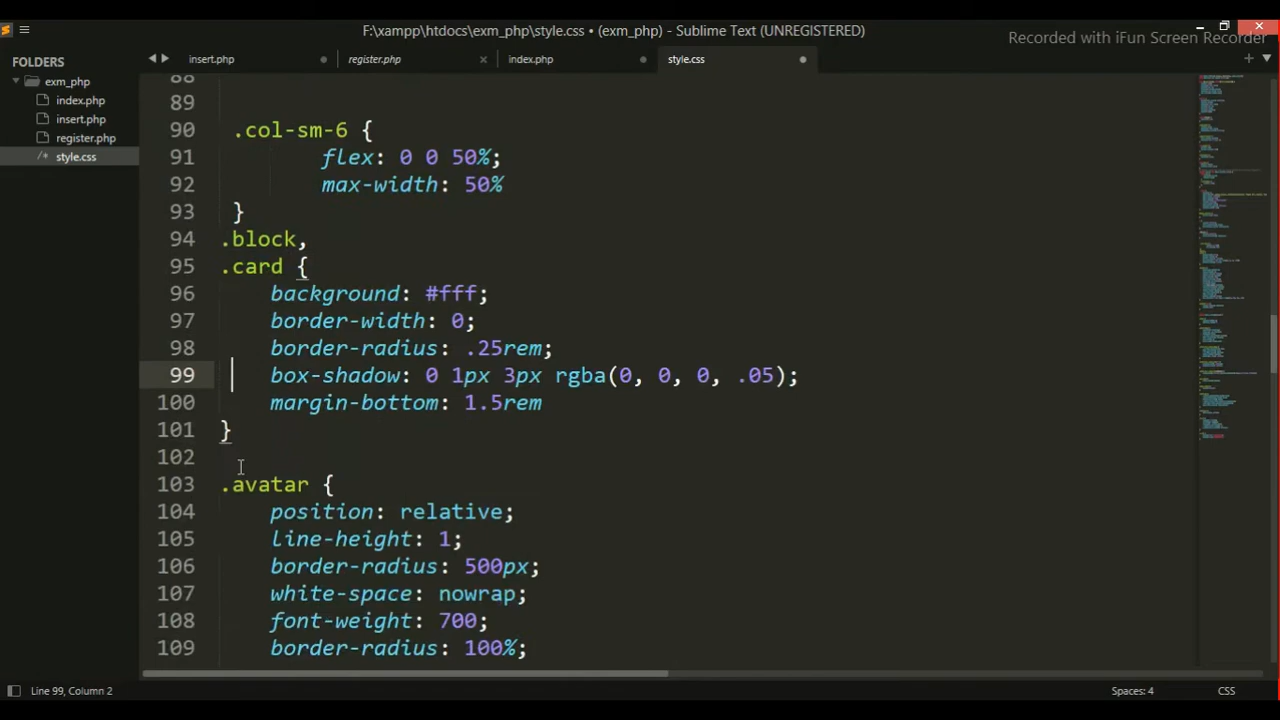 F:\xampp\htdocs\exm_php\style.css • (exm_php) - Sublime Text (UNREGISTERED)
Recorded with iFun Screen Recorder
FOLDERS
exm_php
index.php
insert.php
register.php
/* style.css
insert.php
register.php
index.php
style.css
88
89
90 .col-sm-6 {
91 flex: 0 0 50%;
92 max-width: 50%
93 }
94 .block,
95 .card {
96 background: #fff;
97 border-width: 0;
98 border-radius: .25rem;
99 box-shadow: 0 1px 3px rgba(0, 0, 0, .05);
100 margin-bottom: 1.5rem
101 }
102
103 .avatar {
104 position: relative;
105 line-height: 1;
106 border-radius: 500px;
107 white-space: nowrap;
108 font-weight: 700;
109 border-radius: 100%;
Line 99, Column 2
Spaces: 4
CSS